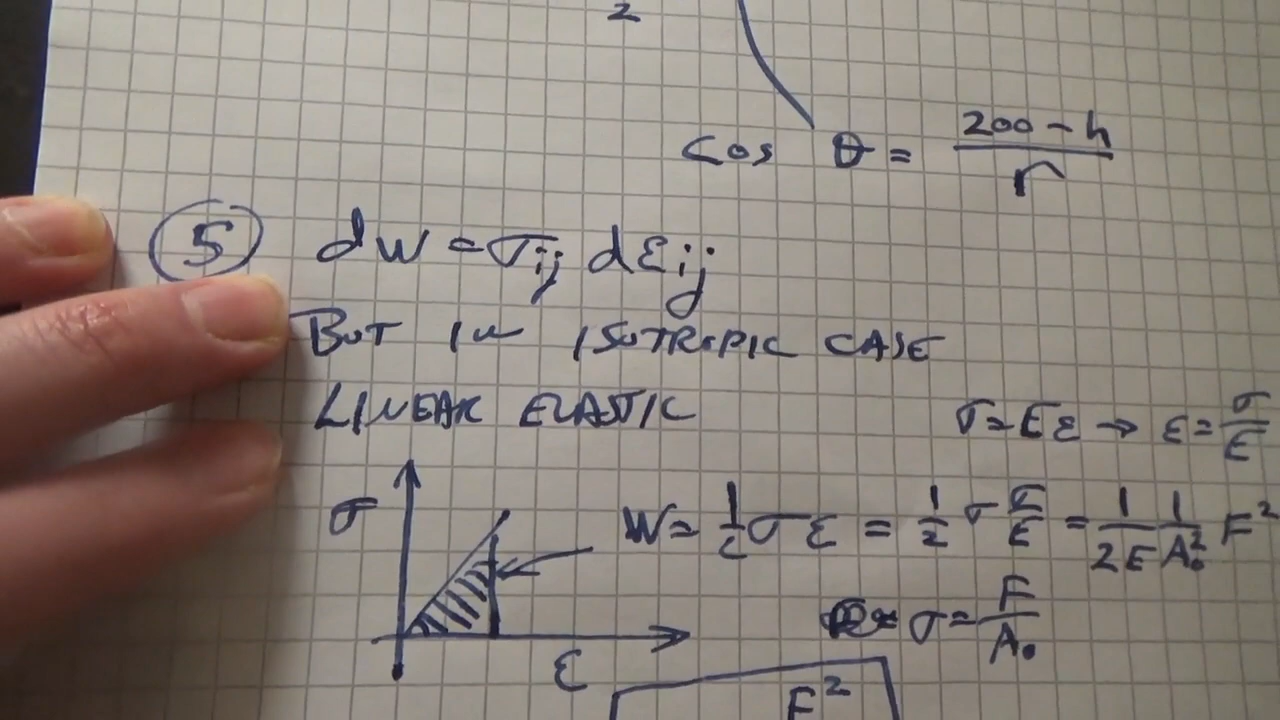 2
cos θ = (200 - h)/r
5 dW = σij dεij
BUT IN ISOTROPIC CASE
LINEAR ELASTIC
σ = Eε → ε = σ/E
σ
W = 1/2 σ ε = 1/2 σ σ/E = 1/2E 1/A₀² F²
σ = F/A₀
ε
F²